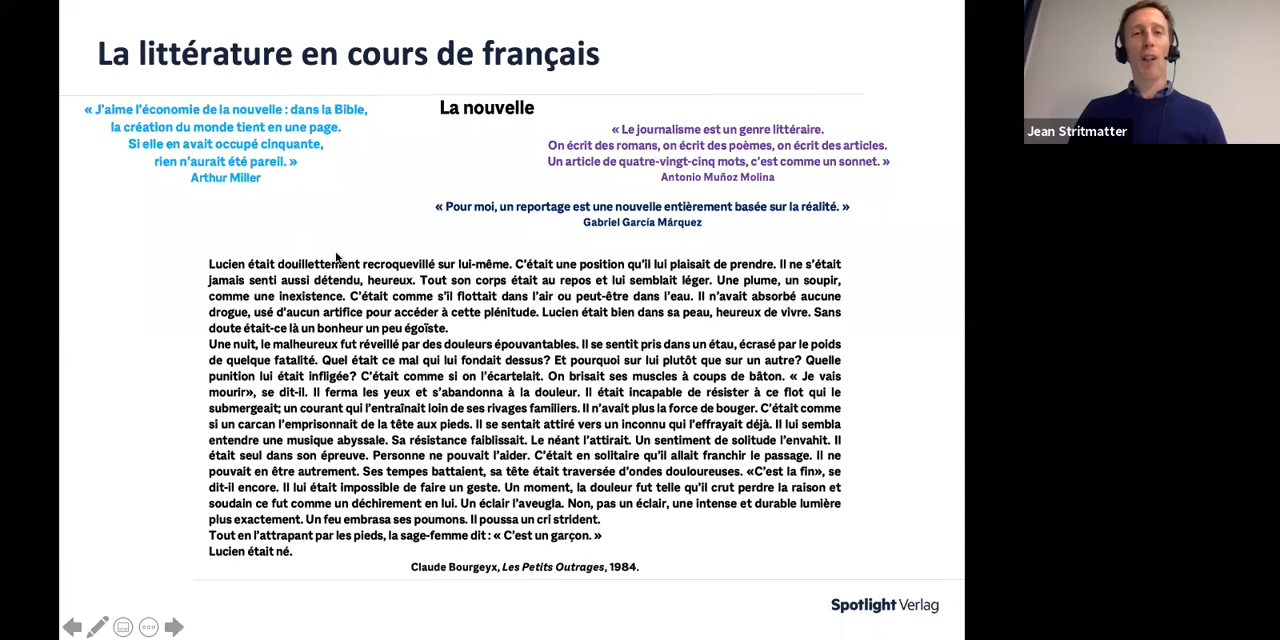 La littérature en cours de français
« J'aime l'économie de la nouvelle : dans la Bible,
la création du monde tient en une page.
Si elle en avait occupé cinquante,
rien n'aurait été pareil. »
Arthur Miller
La nouvelle
« Le journalisme est un genre littéraire.
On écrit des romans, on écrit des poèmes, on écrit des articles.
Un article de quatre-vingt-cinq mots, c'est comme un sonnet. »
Antonio Muñoz Molina
« Pour moi, un reportage est une nouvelle entièrement basée sur la réalité. »
Gabriel García Márquez
Lucien était douillettement recroquevillé sur lui-même. C'était une position qu'il lui plaisait de prendre. Il ne s'était
jamais senti aussi détendu, heureux. Tout son corps était au repos et lui semblait léger. Une plume, un soupir,
comme une inexistence. C'était comme s'il flottait dans l'air ou peut-être dans l'eau. Il n'avait absorbé aucune
drogue, usé d'aucun artifice pour accéder à cette plénitude. Lucien était bien dans sa peau, heureux de vivre. Sans
doute était-ce là un bonheur un peu égoïste.
Une nuit, le malheureux fut réveillé par des douleurs épouvantables. Il se sentit pris dans un étau, écrasé par le poids
de quelque fatalité. Quel était ce mal qui lui fondait dessus? Et pourquoi sur lui plutôt que sur un autre? Quelle
punition lui était infligée? C'était comme si on l'écartelait. On brisait ses muscles à coups de bâton. « Je vais
mourir», se dit-il. Il ferma les yeux et s'abandonna à la douleur. Il était incapable de résister à ce flot qui le
submergeait; un courant qui l'entraînait loin de ses rivages familiers. Il n'avait plus la force de bouger. C'était comme
si un carcan l'emprisonnait de la tête aux pieds. Il se sentait attiré vers un inconnu qui l'effrayait déjà. Il lui sembla
entendre une musique abyssale. Sa résistance faiblissait. Le néant l'attirait. Un sentiment de solitude l'envahit. Il
était seul dans son épreuve. Personne ne pouvait l'aider. C'était en solitaire qu'il allait franchir le passage. Il ne
pouvait en être autrement. Ses tempes battaient, sa tête était traversée d'ondes douloureuses. «C'est la fin», se
dit-il encore. Il lui était impossible de faire un geste. Un moment, la douleur fut telle qu'il crut perdre la raison et
soudain ce fut comme un déchirement en lui. Un éclair l'aveugla. Non, pas un éclair, une intense et durable lumière
plus exactement. Un feu embrasa ses poumons. Il poussa un cri strident.
Tout en l'attrapant par les pieds, la sage-femme dit : « C'est un garçon. »
Lucien était né.
Claude Bourgeyx, Les Petits Outrages, 1984.
Spotlight Verlag
Jean Stritmatter